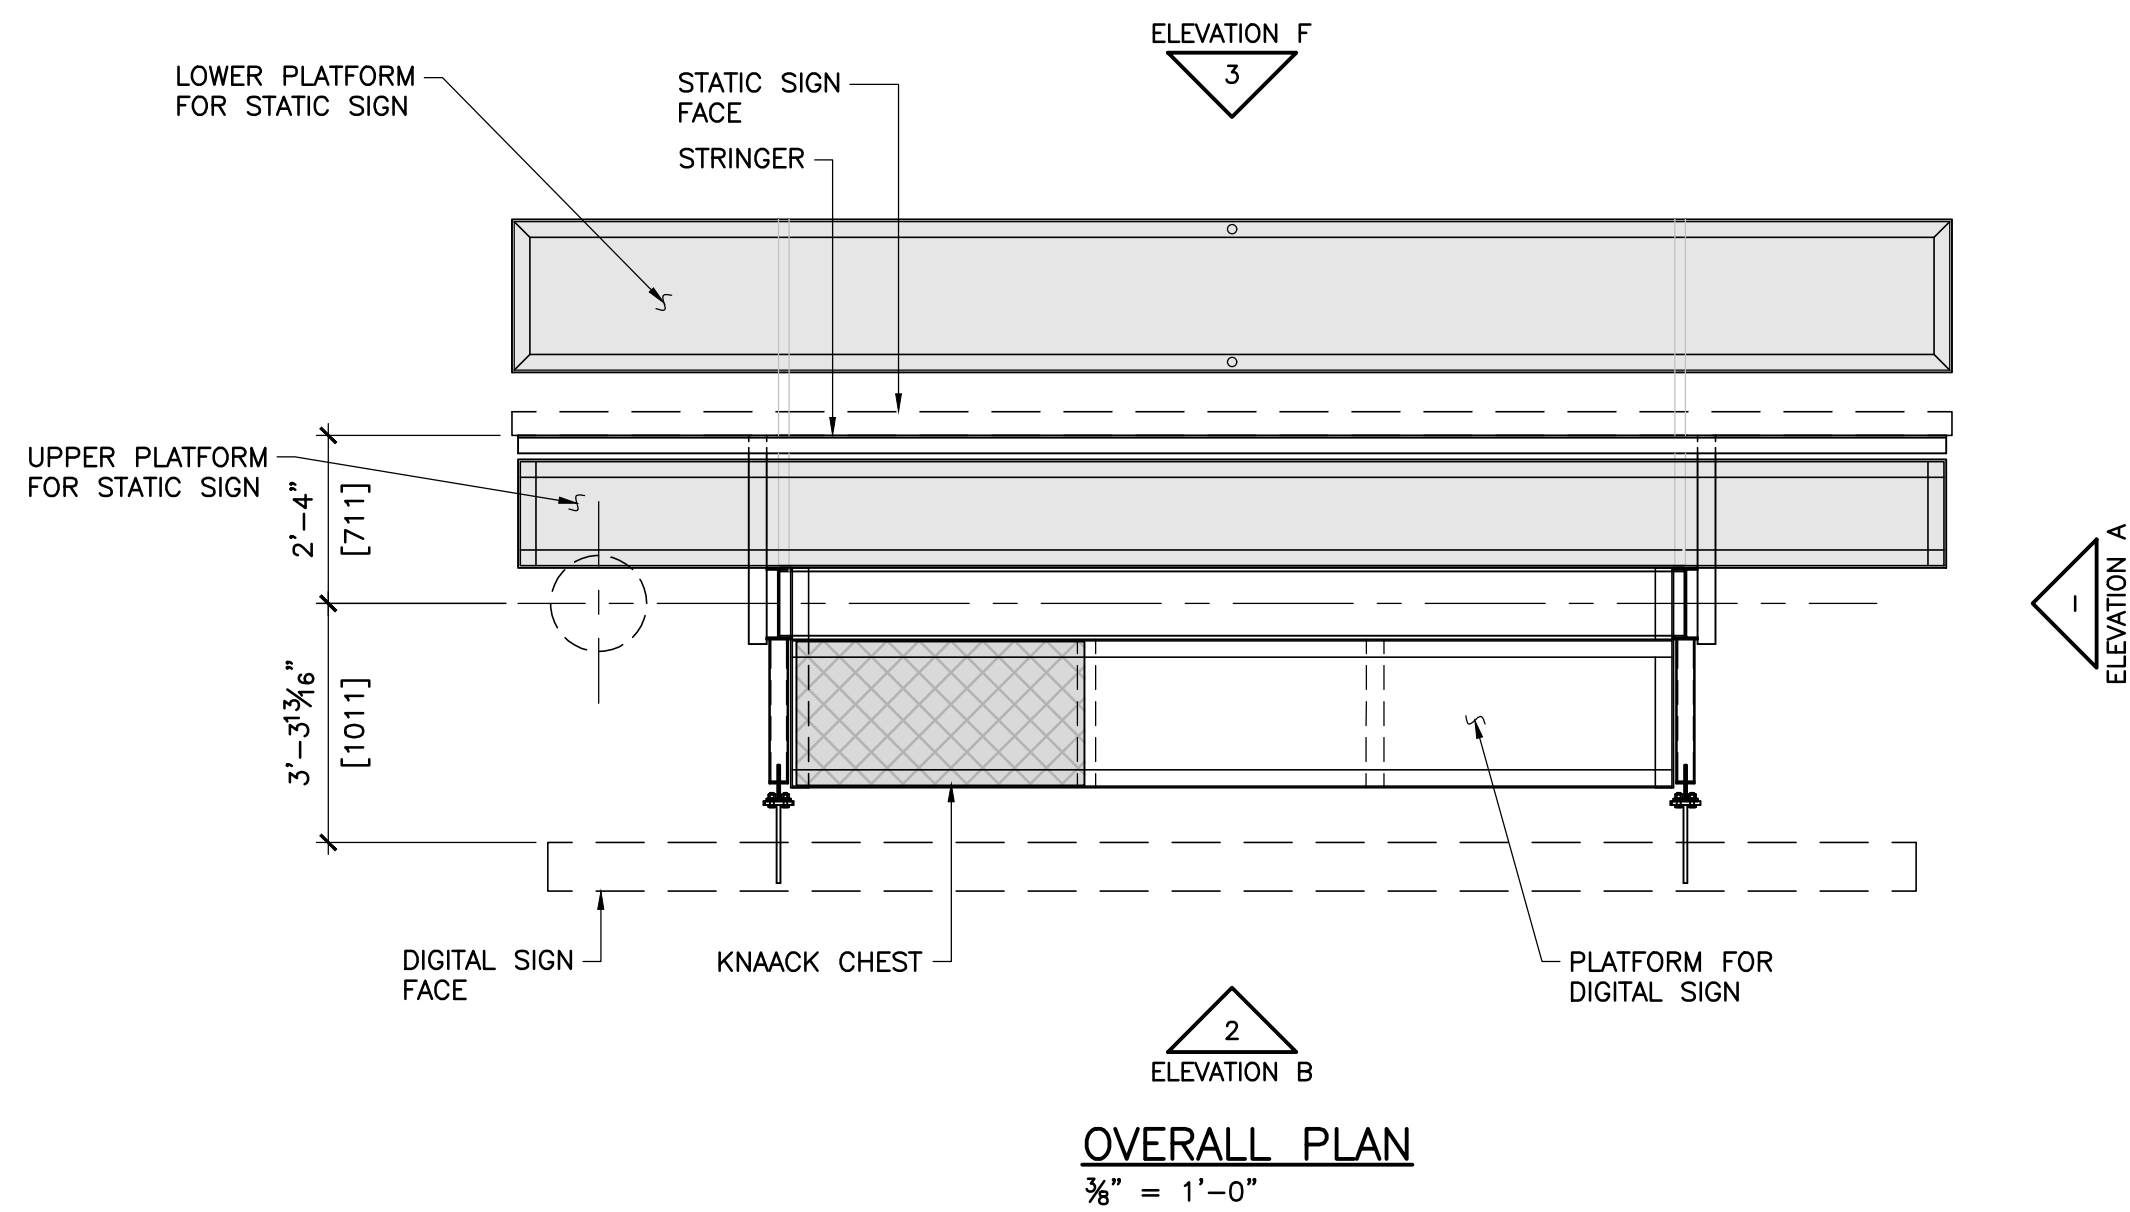 ELEVATION F
3
LOWER PLATFORM
FOR STATIC SIGN
STATIC SIGN
FACE
STRINGER
UPPER PLATFORM
FOR STATIC SIGN
2'-4"
[711]
3'-3 13/16"
[1011]
1
ELEVATION A
DIGITAL SIGN
FACE
KNAACK CHEST
PLATFORM FOR
DIGITAL SIGN
2
ELEVATION B
OVERALL PLAN
3/8" = 1'-0"